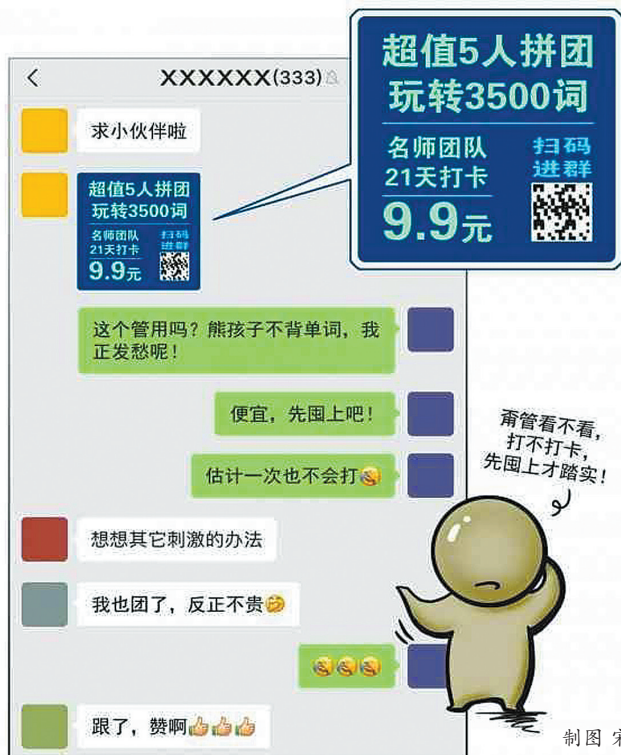 XXXXXX(333)
求小伙伴啦
超值5人拼团
玩转3500词
名师团队
21天打卡
9.9元
扫码
进群
超值5人拼团
玩转3500词
名师团队
21天打卡
9.9元
扫码
进群
这个管用吗？熊孩子不背单词，我
正发愁呢！
便宜，先囤上吧！
估计一次也不会打
甭管看不看，
打不打卡，
先囤上才踏实！
想想其它刺激的办法
我也团了，反正不贵
跟了，赞啊
制图